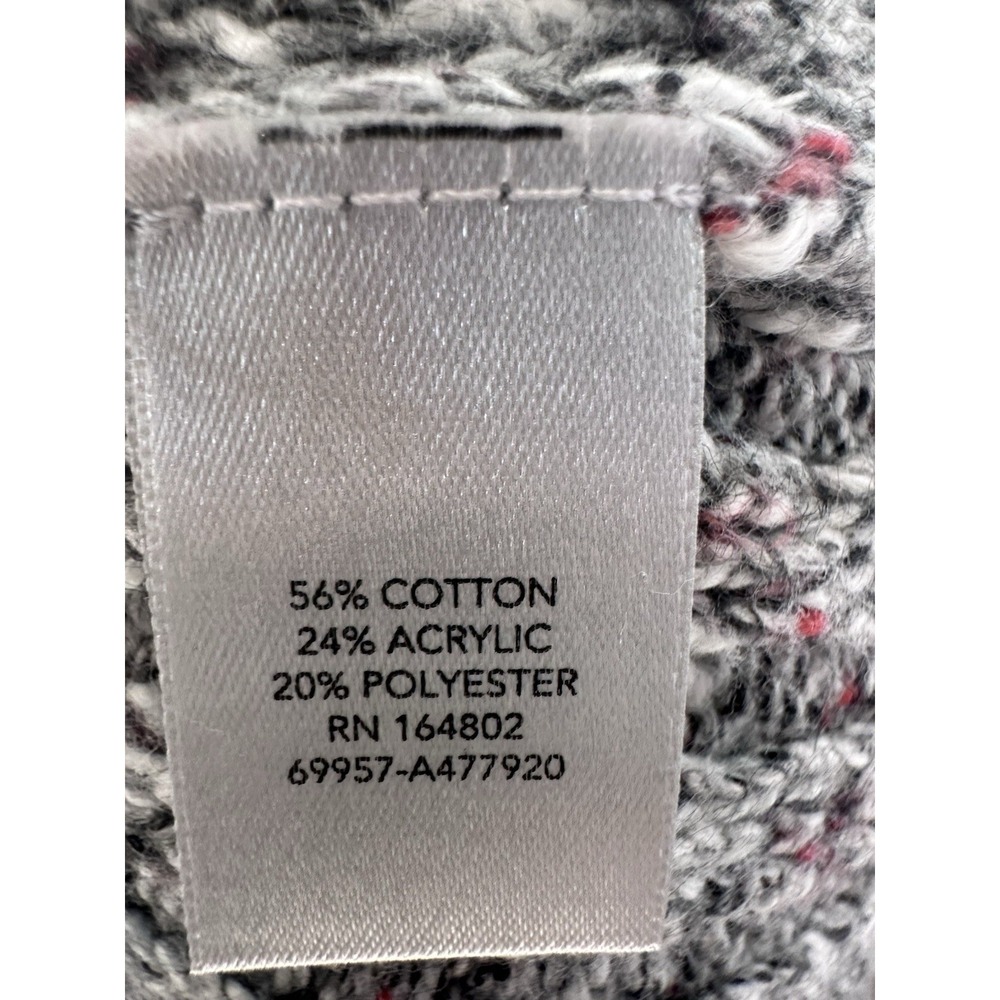 56% COTTON
24% ACRYLIC
20% POLYESTER
RN 164802
69957-A477920